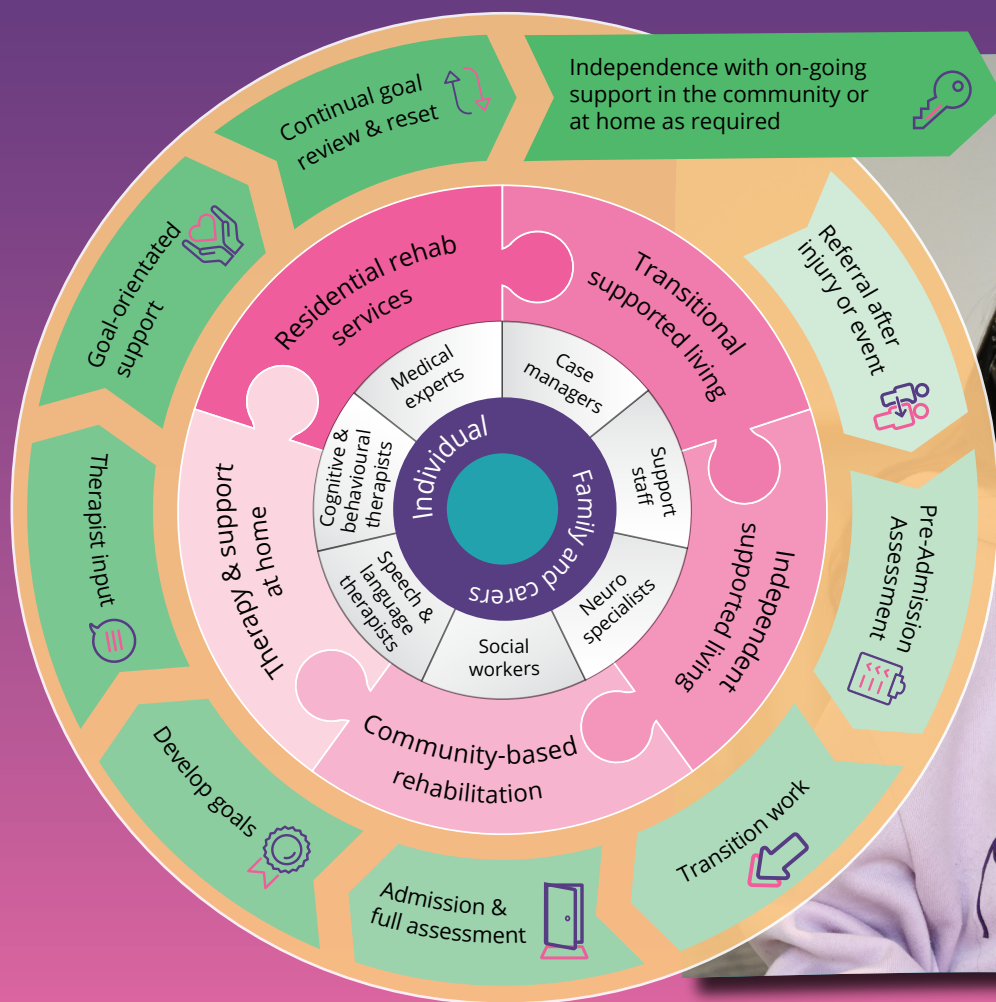 Independence with on-going
support in the community or
at home as required
Referral after
injury or event
Pre-Admission
Assessment
Transition work
Admission &
full assessment
Develop goals
Therapist input
Goal-orientated
support
Continual goal
review & reset
Residential rehab
services
Transitional
supported living
Independent
supported living
Community-based
rehabilitation
Therapy & support
at home
Medical
experts
Case
managers
Support
staff
Neuro
specialists
Social
workers
Speech &
language
therapists
Cognitive &
behavioural
therapists
Individual
Family and carers